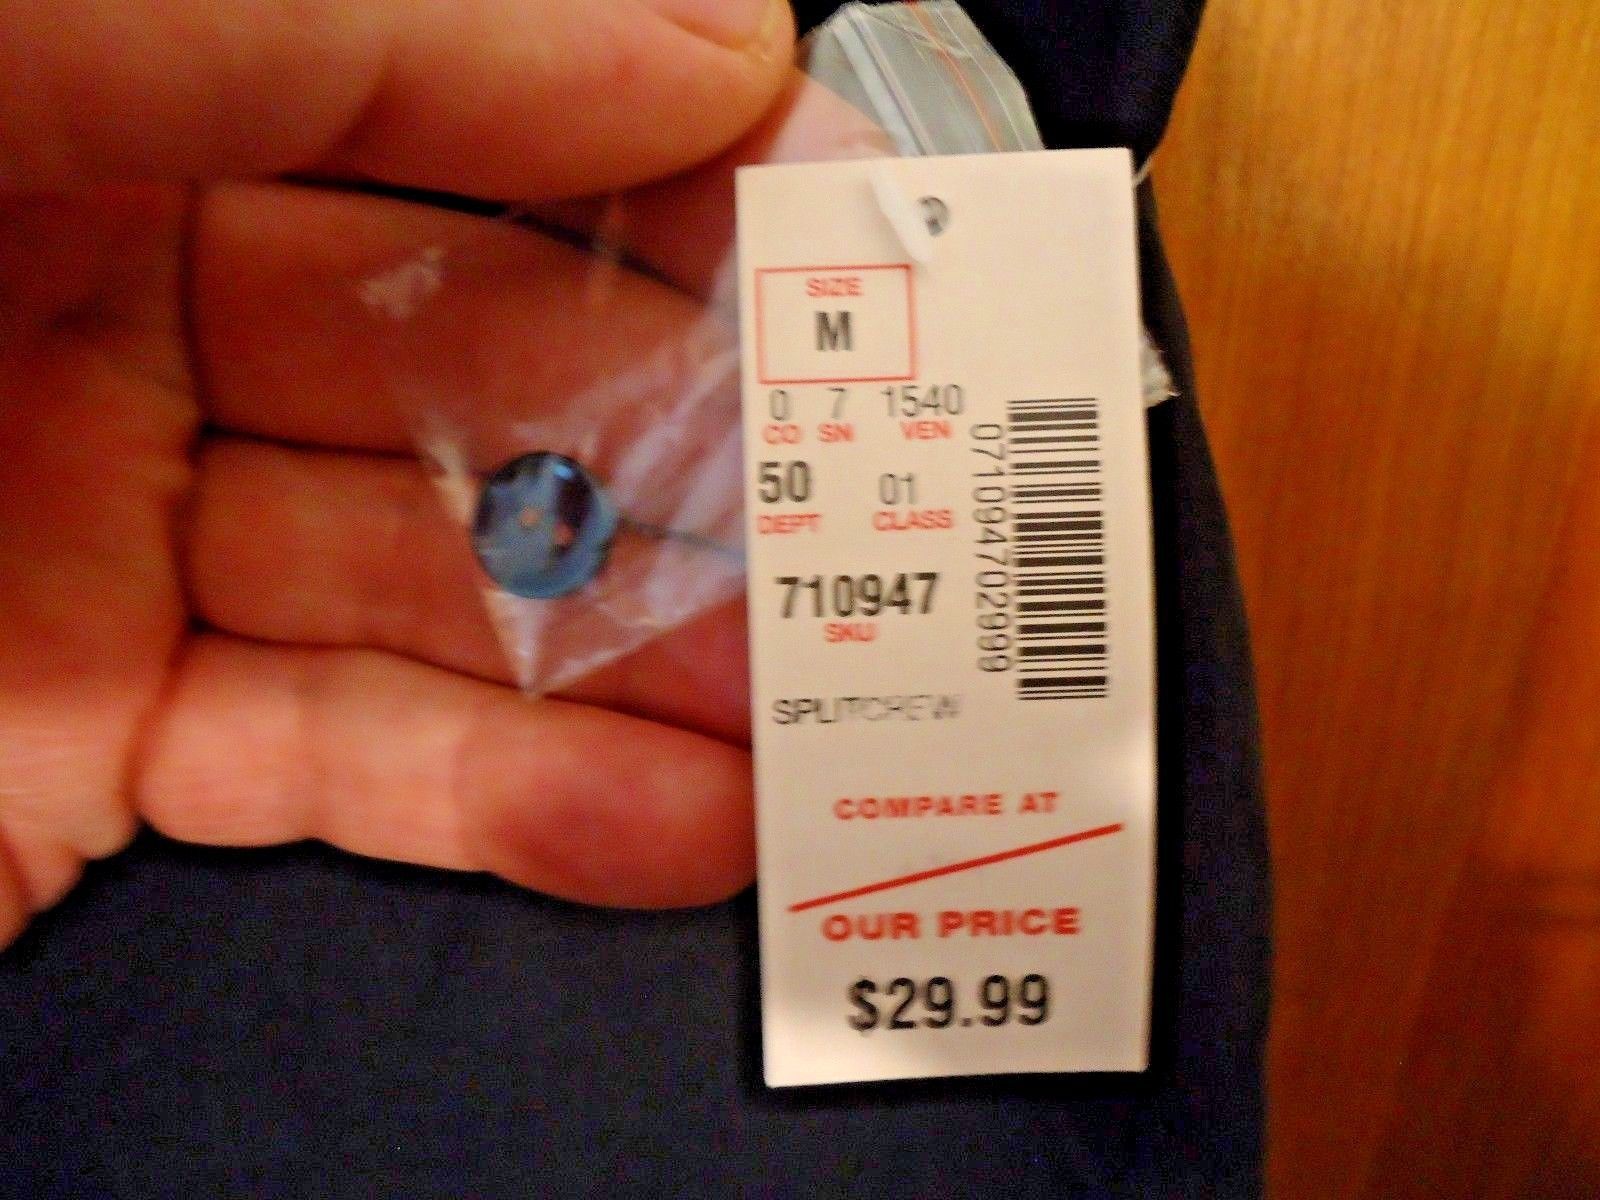 SIZE
M
0 7 1540
CO SN VEN
50 01
DEPT CLASS
710947
SKU
071094702999
SPLITCREW
COMPARE AT
OUR PRICE
$29.99